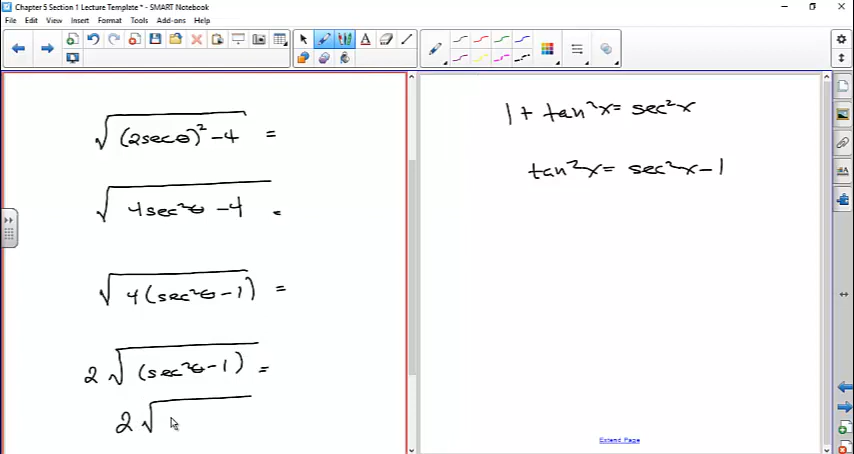 Chapter 5 Section 1 Lecture Template * - SMART Notebook
File Edit View Insert Format Tools Add-ons Help
√((2secθ)² - 4) =
√(4sec²θ - 4) =
√(4(sec²θ - 1)) =
2√((sec²θ - 1)) =
2√
1 + tan²x = sec²x
tan²x = sec²x - 1
Extend Page